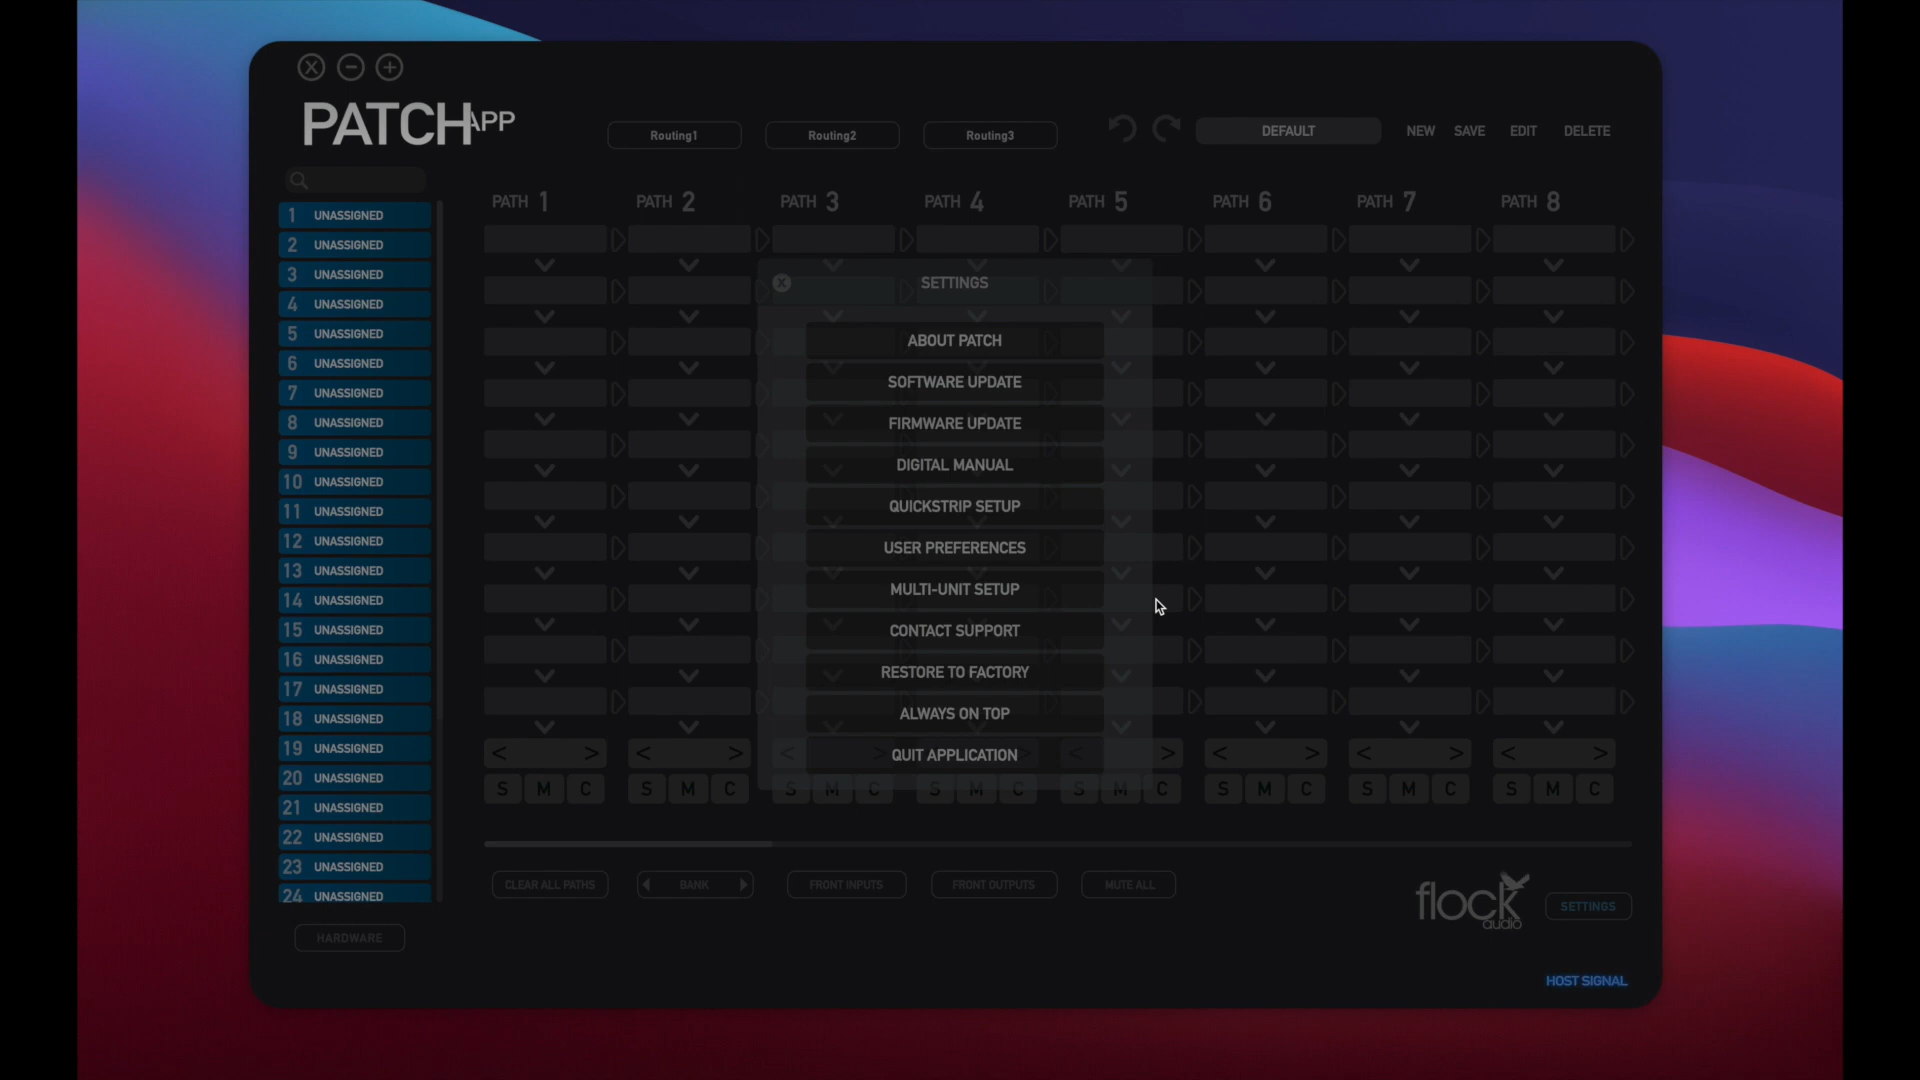 PATCH APP
Routing1 Routing2 Routing3 DEFAULT NEW SAVE EDIT DELETE
PATH 1 PATH 2 PATH 3 PATH 4 PATH 5 PATH 6 PATH 7 PATH 8
1 UNASSIGNED
2 UNASSIGNED
3 UNASSIGNED
4 UNASSIGNED
5 UNASSIGNED
6 UNASSIGNED
7 UNASSIGNED
8 UNASSIGNED
9 UNASSIGNED
10 UNASSIGNED
11 UNASSIGNED
12 UNASSIGNED
13 UNASSIGNED
14 UNASSIGNED
15 UNASSIGNED
16 UNASSIGNED
17 UNASSIGNED
18 UNASSIGNED
19 UNASSIGNED
20 UNASSIGNED
21 UNASSIGNED
22 UNASSIGNED
23 UNASSIGNED
24 UNASSIGNED
SETTINGS
ABOUT PATCH
SOFTWARE UPDATE
FIRMWARE UPDATE
DIGITAL MANUAL
QUICKSTRIP SETUP
USER PREFERENCES
MULTI-UNIT SETUP
CONTACT SUPPORT
RESTORE TO FACTORY
ALWAYS ON TOP
QUIT APPLICATION
S M C S M C S M C S M C S M C S M C S M C S M C
CLEAR ALL PATHS BANK FRONT INPUTS FRONT OUTPUTS MUTE ALL
flock audio
SETTINGS
HARDWARE
HOST SIGNAL